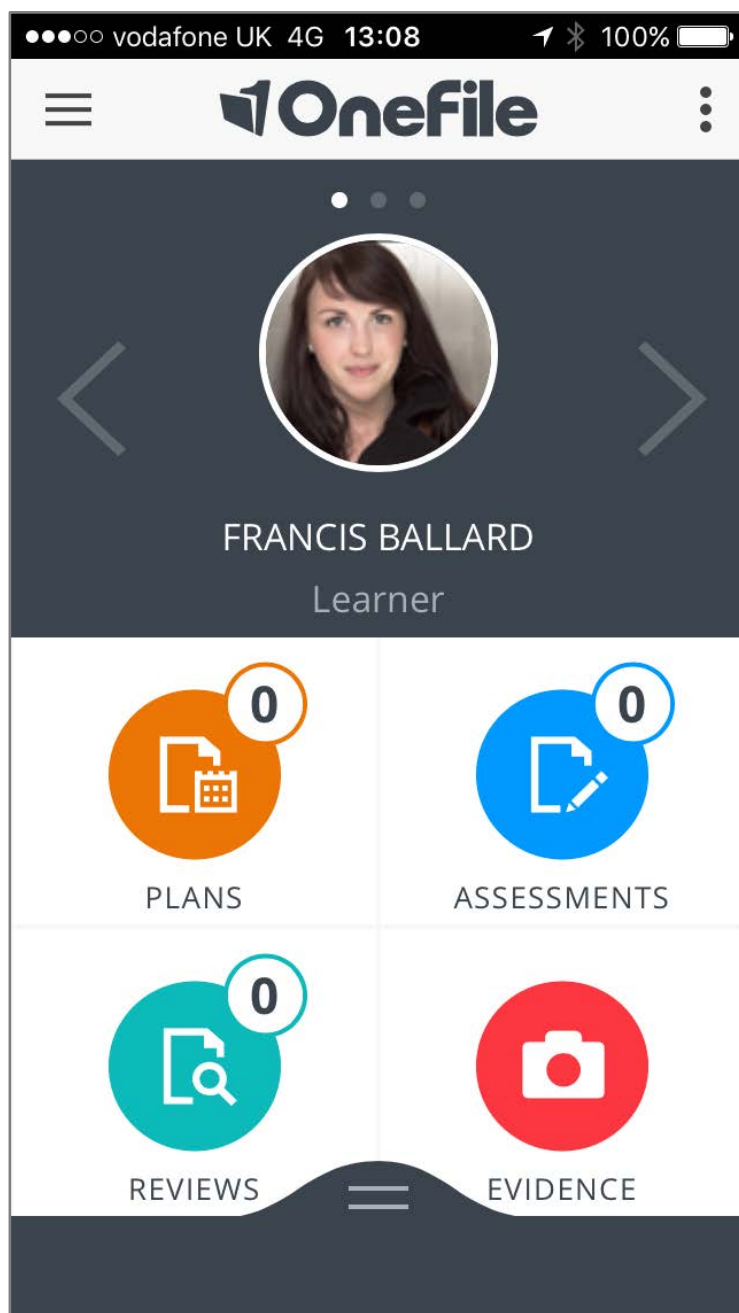 vodafone UK 4G 13:08 100%
OneFile
FRANCIS BALLARD
Learner
0 0
PLANS ASSESSMENTS
0
REVIEWS EVIDENCE